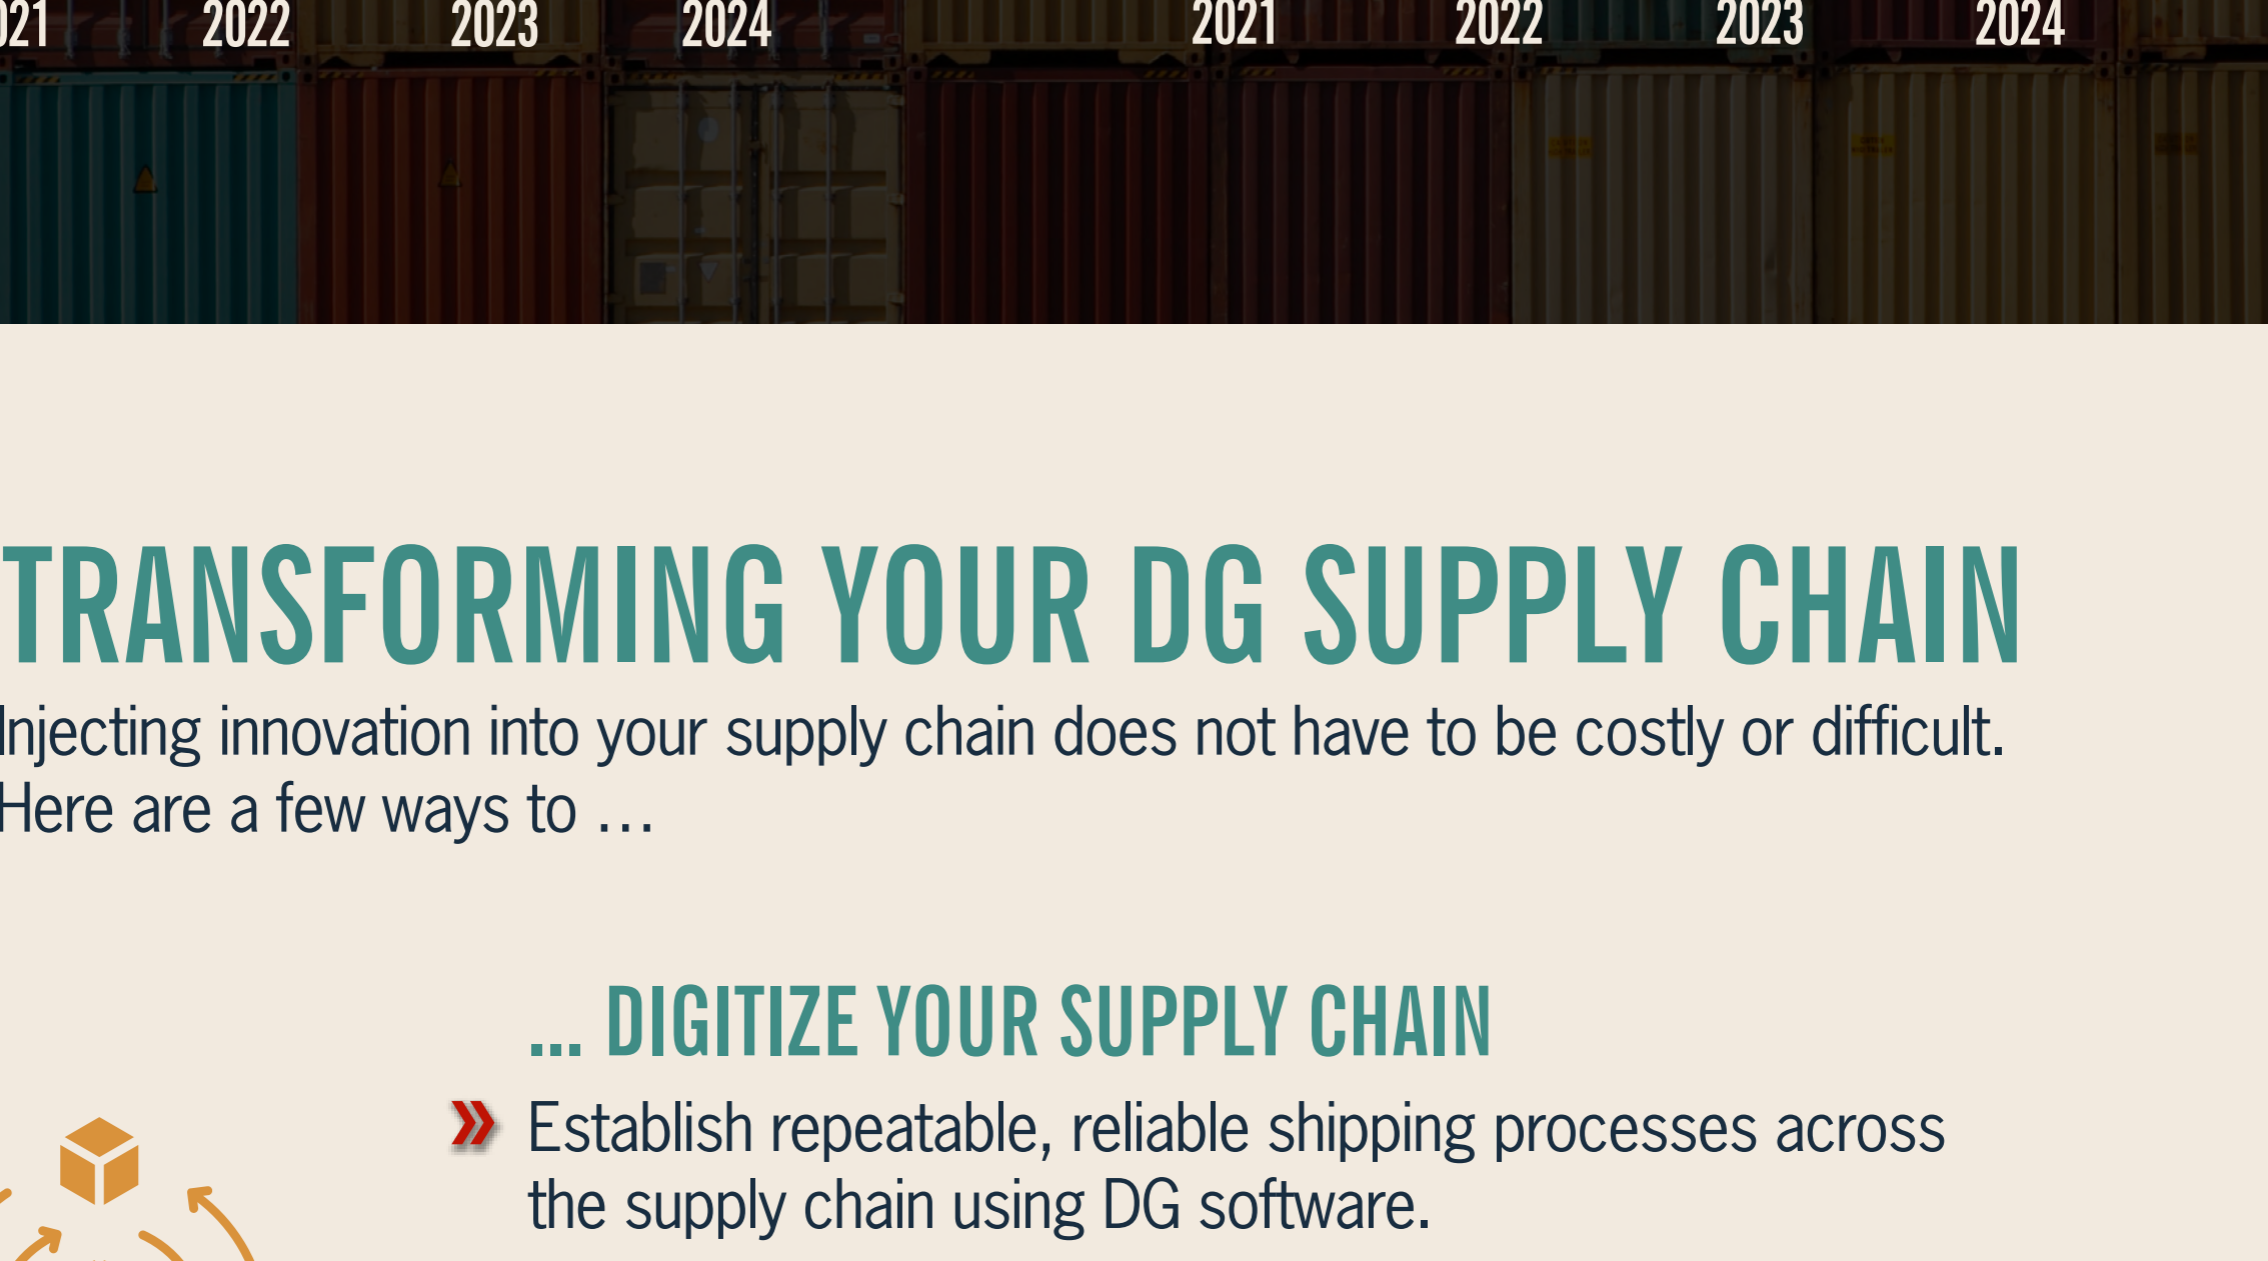 2022 2023 2024 2021 2022 2023 2024
TRANSFORMING YOUR DG SUPPLY CHAIN
Injecting innovation into your supply chain does not have to be costly or difficult.
Here are a few ways to …
... DIGITIZE YOUR SUPPLY CHAIN
» Establish repeatable, reliable shipping processes across
the supply chain using DG software.